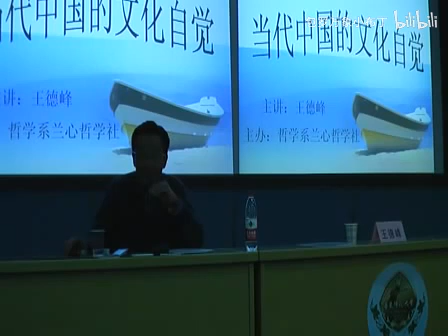 当代中国的文化自觉
主讲：王德峰
哲学系兰心哲学社
bilibili
当代中国的文化自觉
主讲：王德峰
主办：哲学系兰心哲学社
王德峰